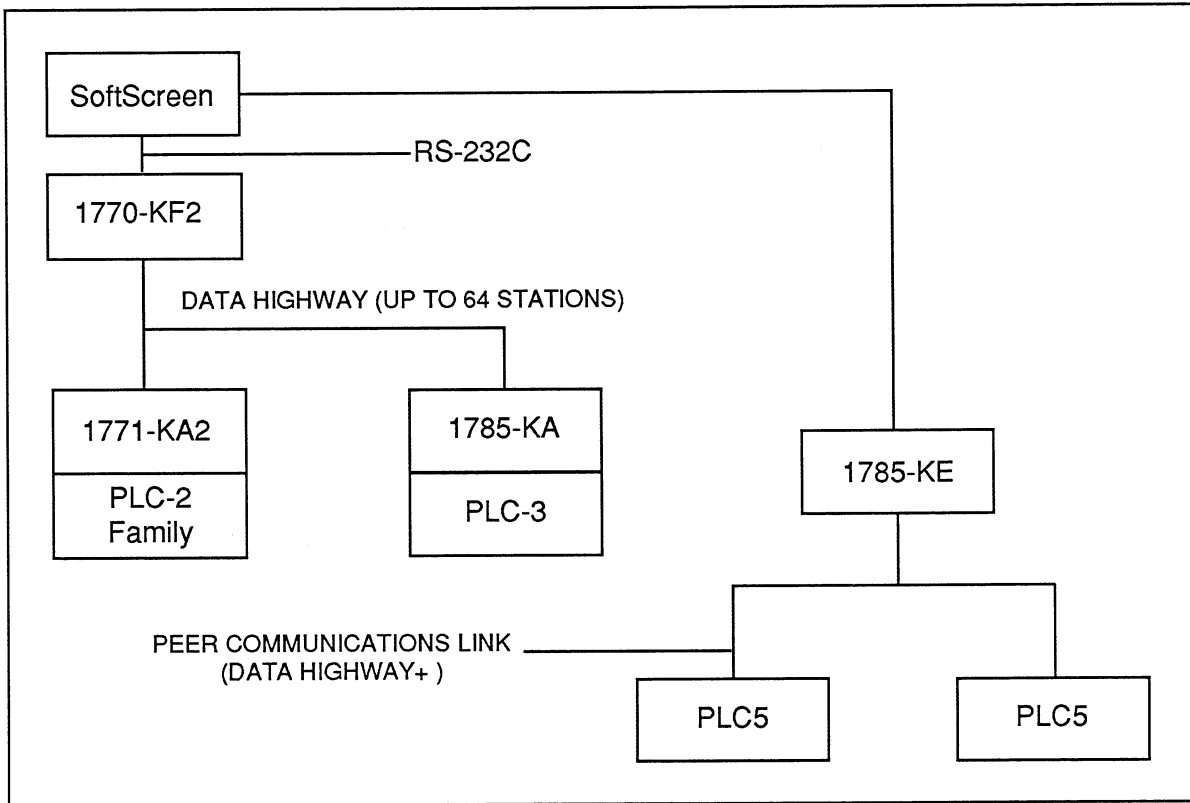 SoftScreen
RS-232C
1770-KF2
DATA HIGHWAY (UP TO 64 STATIONS)
1771-KA2
PLC-2
Family
1785-KA
PLC-3
1785-KE
PEER COMMUNICATIONS LINK
(DATA HIGHWAY+ )
PLC5
PLC5